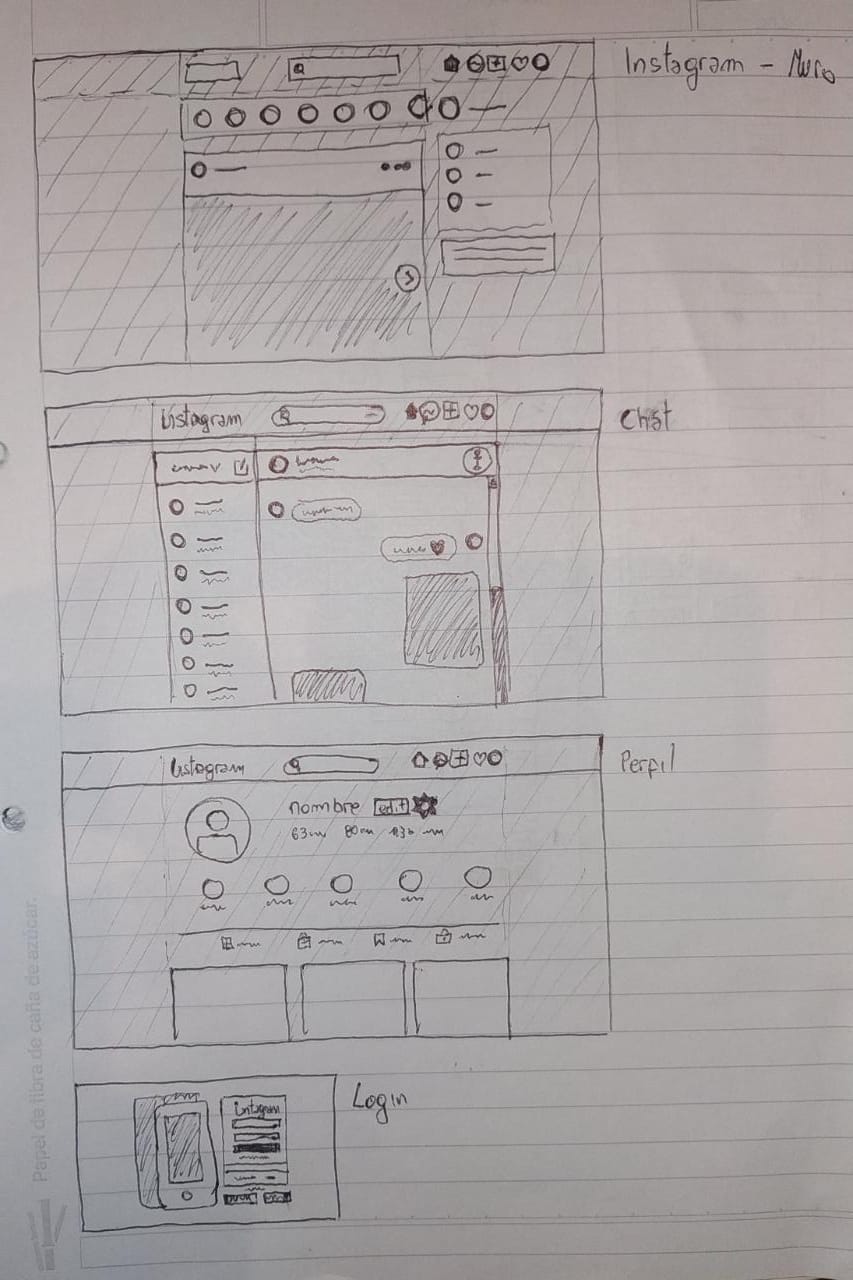 Instagram - Muro
instagram
Chat
Instagram
Perfil
nombre edit
63
80
Login
instagram
Papel de fibra de caña de azúcar.